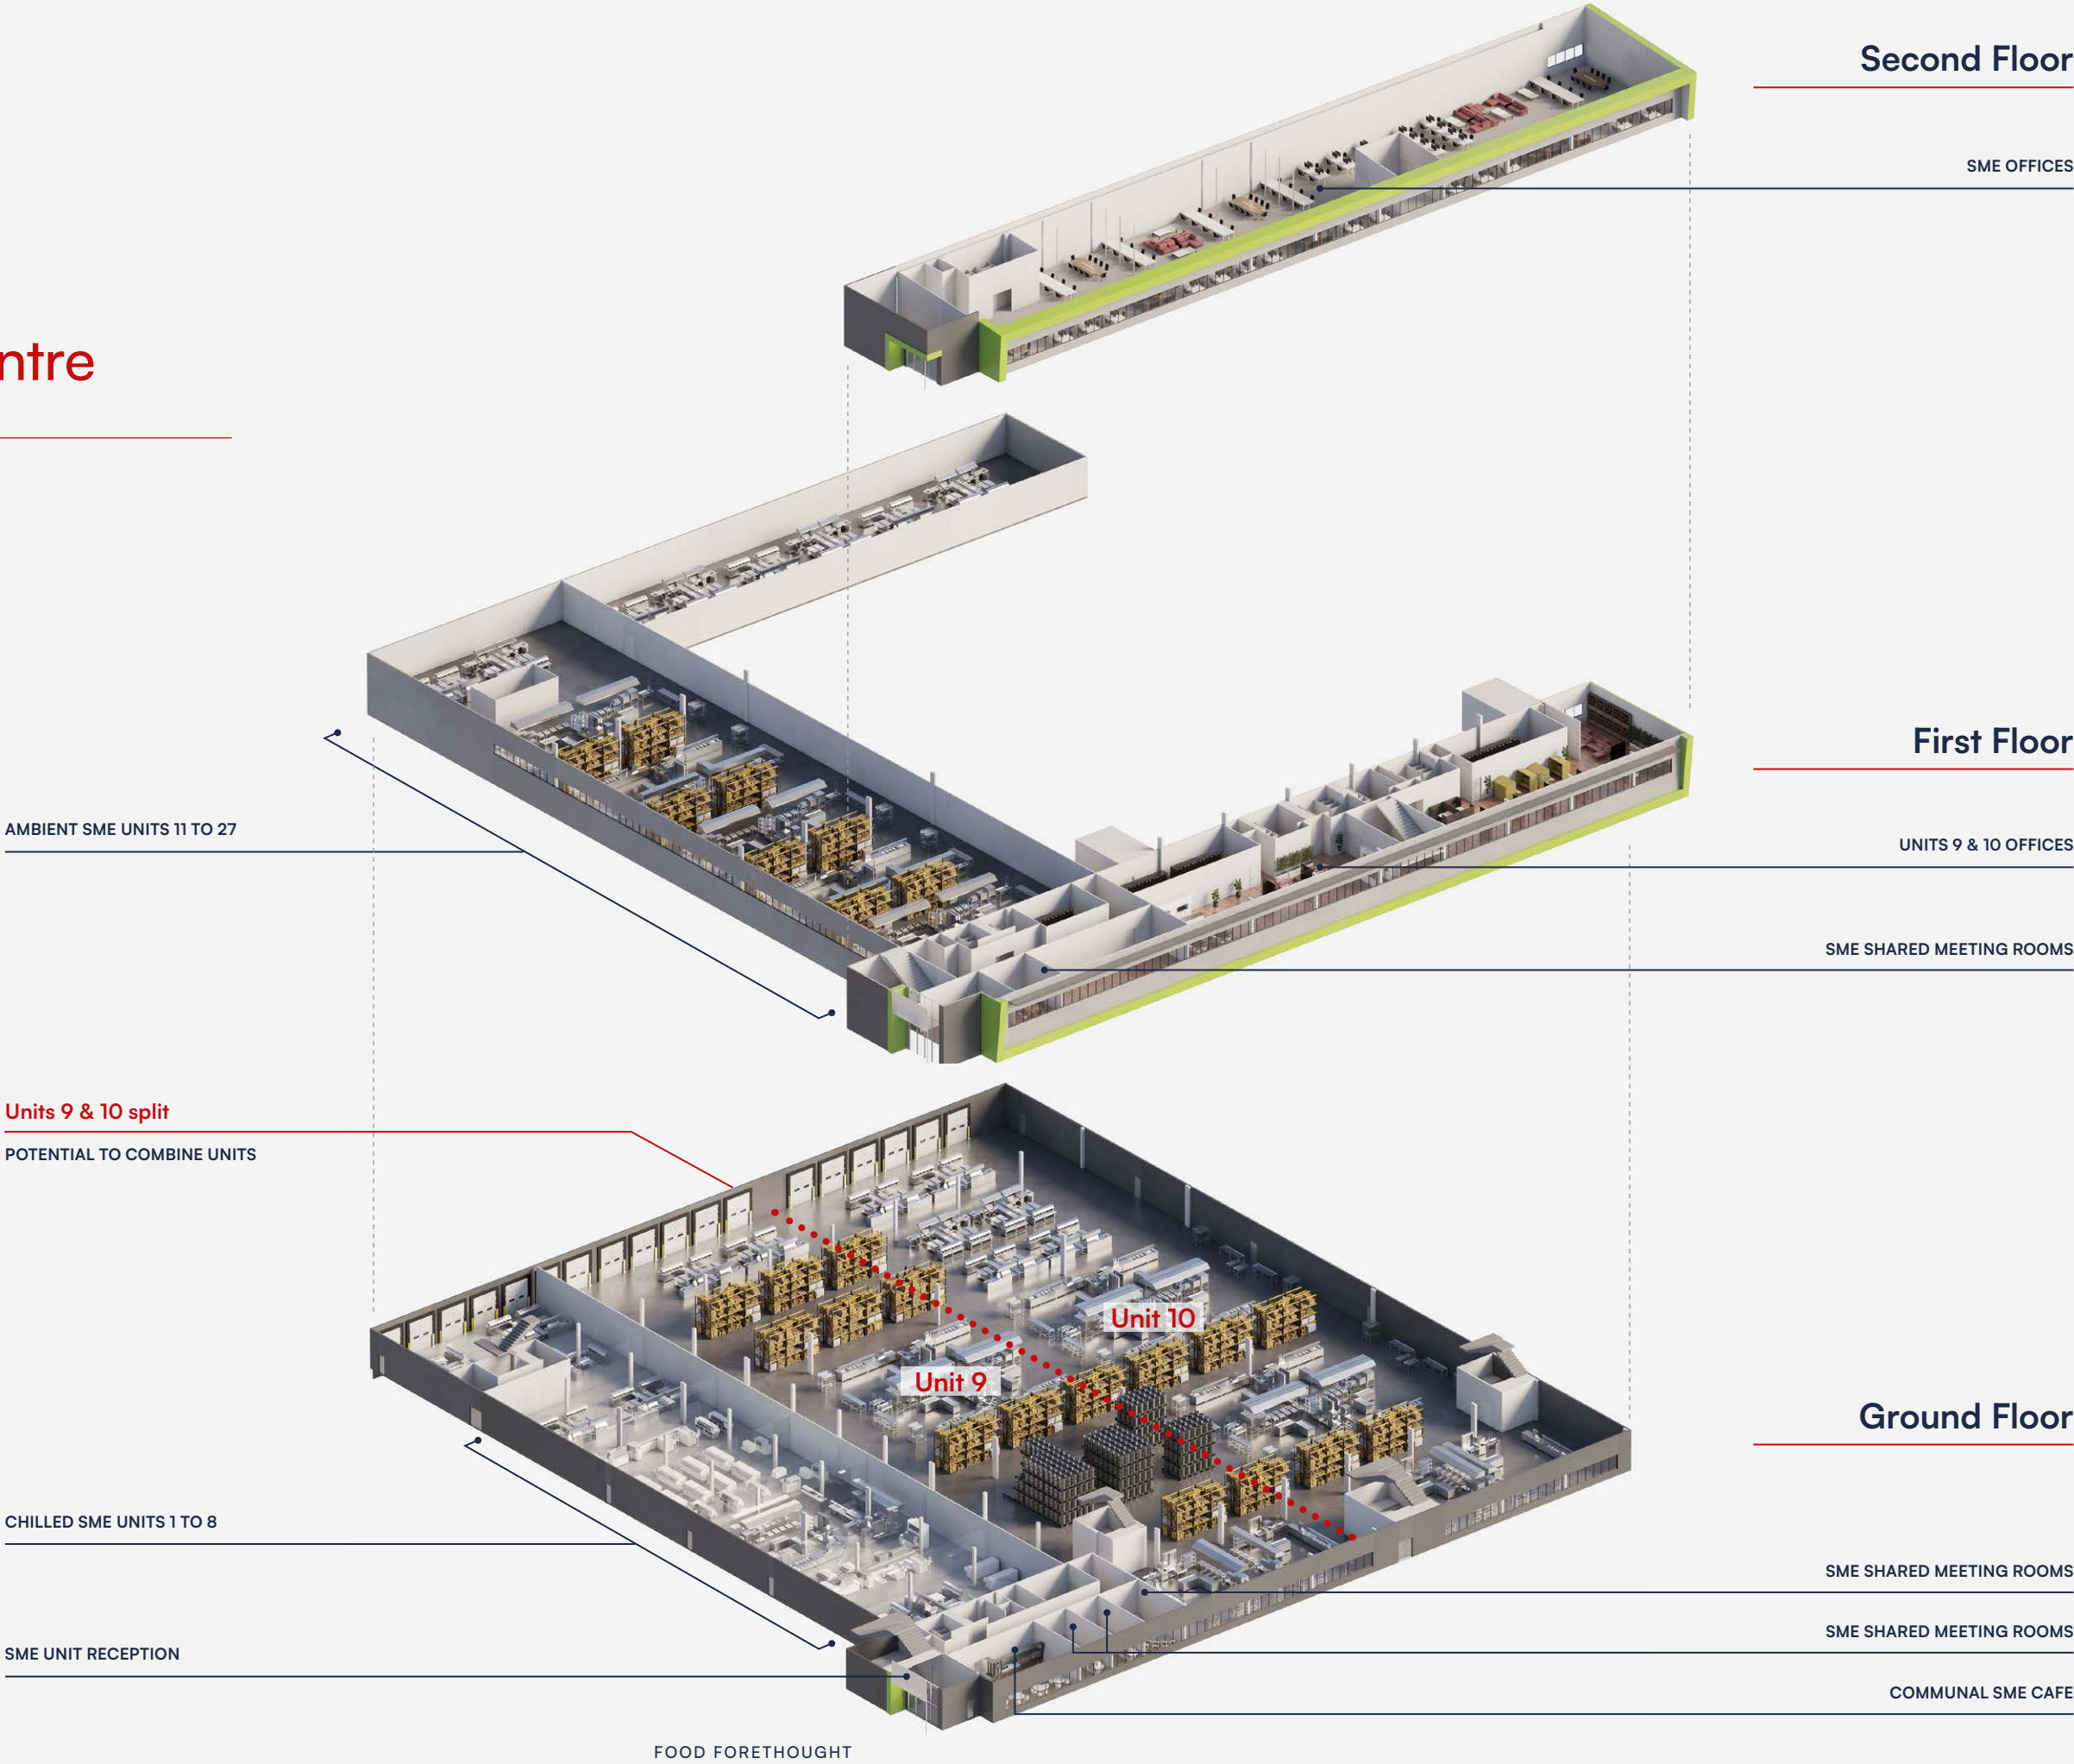 Second Floor
SME OFFICES
ntre
First Floor
AMBIENT SME UNITS 11 TO 27
UNITS 9 & 10 OFFICES
SME SHARED MEETING ROOMS
Units 9 & 10 split
POTENTIAL TO COMBINE UNITS
Unit 10
Unit 9
Ground Floor
CHILLED SME UNITS 1 TO 8
SME SHARED MEETING ROOMS
SME SHARED MEETING ROOMS
SME UNIT RECEPTION
COMMUNAL SME CAFE
FOOD FORETHOUGHT